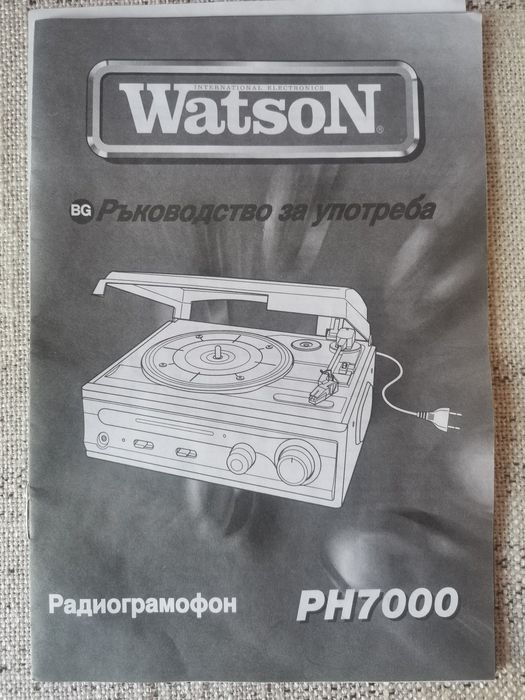 INTERNATIONAL ELECTRONICS
WatsoN®
BG Ръководство за употреба
Радиограмофон PH7000